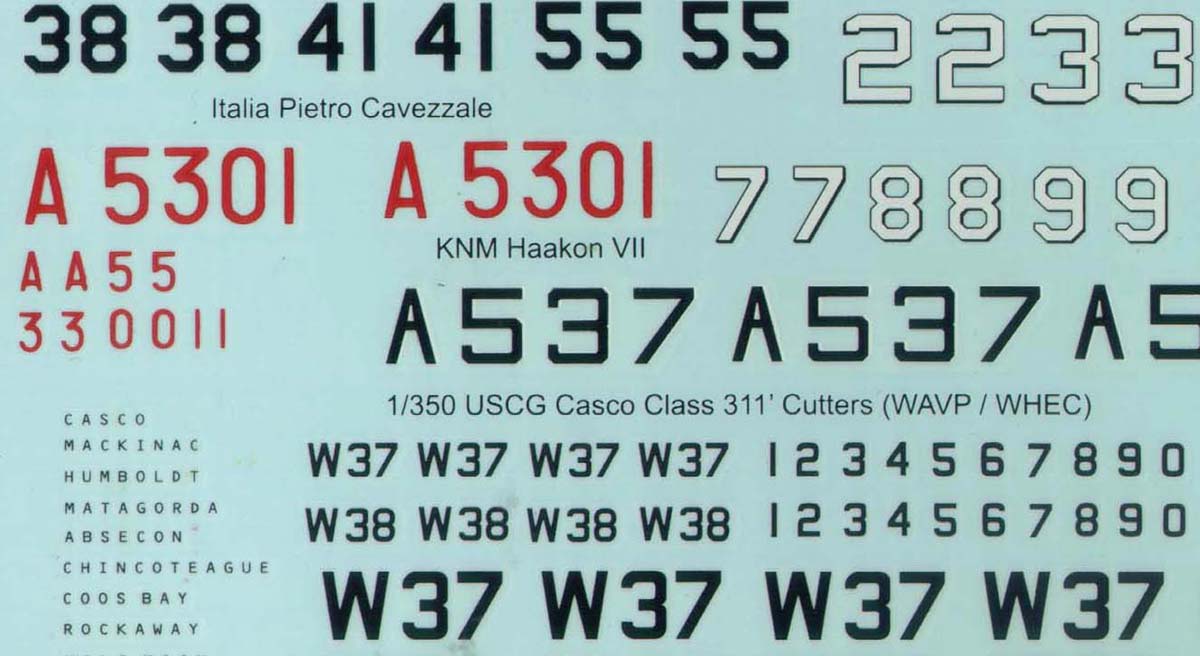 38 38 41 41 55 55
2 2 3 3
Italia Pietro Cavezzale
A 5301 A 5301
7 7 8 8 9 9
KNM Haakon VII
A A 5 5
3 3 0 0 1 1
A537 A537 A5
1/350 USCG Casco Class 311' Cutters (WAVP / WHEC)
CASCO
MACKINAC
HUMBOLDT
MATAGORDA
ABSECON
CHINCOTEAGUE
COOS BAY
ROCKAWAY
W37 W37 W37 W37 1 2 3 4 5 6 7 8 9 0
W38 W38 W38 W38 1 2 3 4 5 6 7 8 9 0
W37 W37 W37 W37